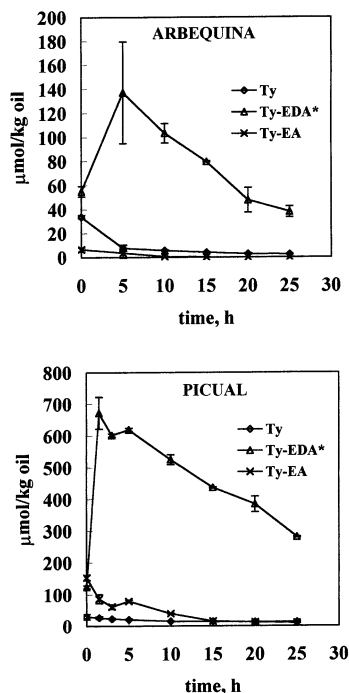 ARBEQUINA
200
180
160
140
120
100
80
60
40
20
0
μmol/kg oil
Ty
Ty-EDA*
Ty-EA
0 5 10 15 20 25 30
time, h
PICUAL
800
700
600
500
400
300
200
100
0
μmol/kg oil
Ty
Ty-EDA*
Ty-EA
0 5 10 15 20 25 30
time, h